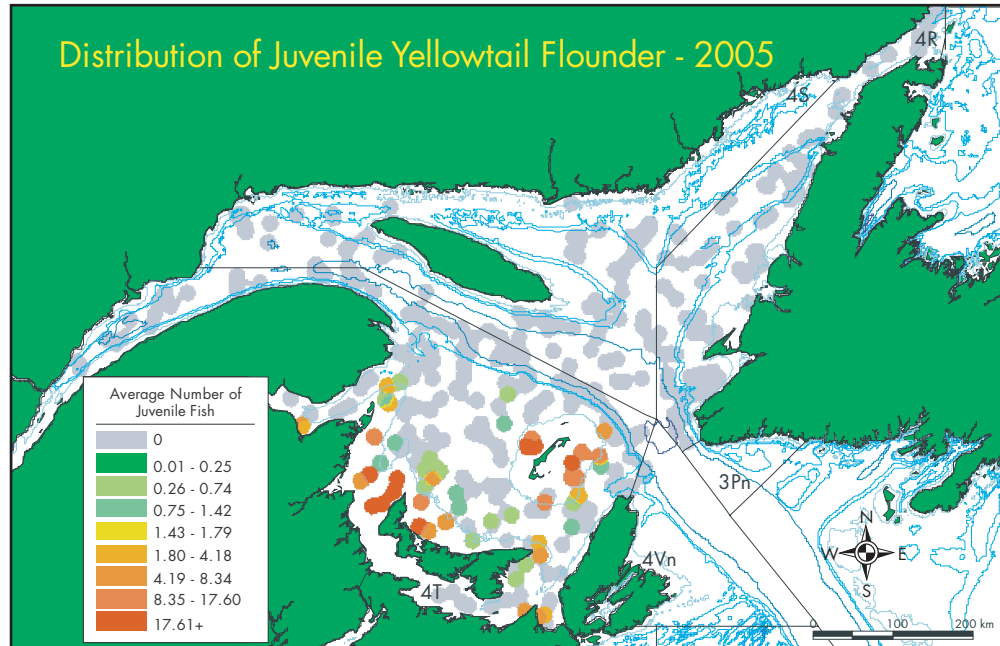 Distribution of Juvenile Yellowtail Flounder - 2005
4R
4S
Average Number of
Juvenile Fish
0
0.01 - 0.25
0.26 - 0.74
0.75 - 1.42
1.43 - 1.79
1.80 - 4.18
4.19 - 8.34
8.35 - 17.60
17.61+
3Pn
4Vn
4T
N
W E
S
0 100 200 km